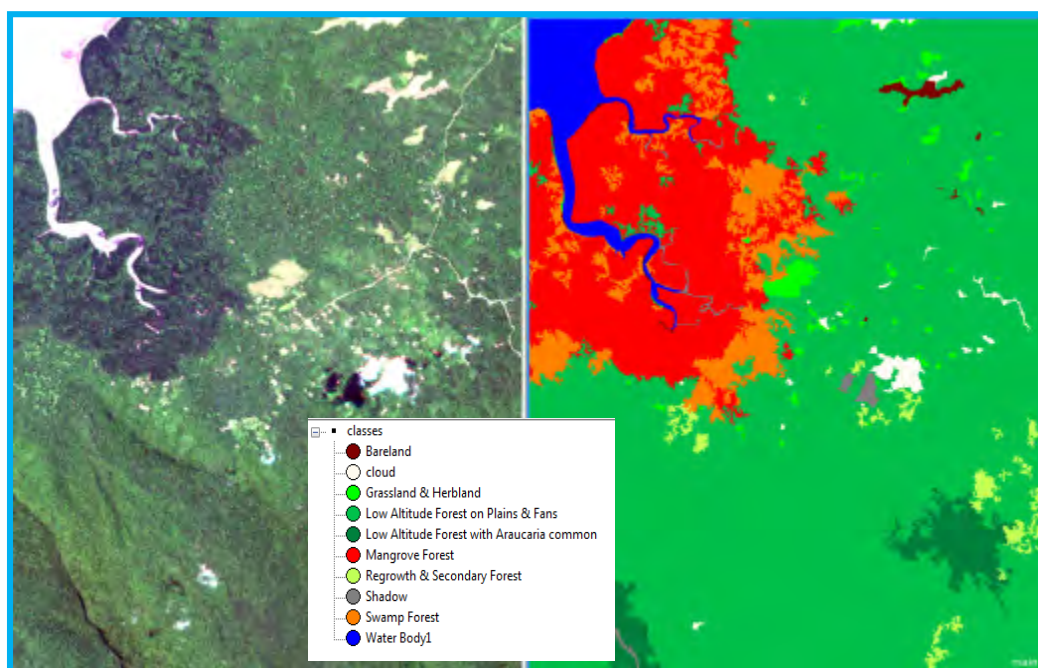 classes
Bareland
cloud
Grassland & Herbland
Low Altitude Forest on Plains & Fans
Low Altitude Forest with Araucaria common
Mangrove Forest
Regrowth & Secondary Forest
Shadow
Swamp Forest
Water Body1
main